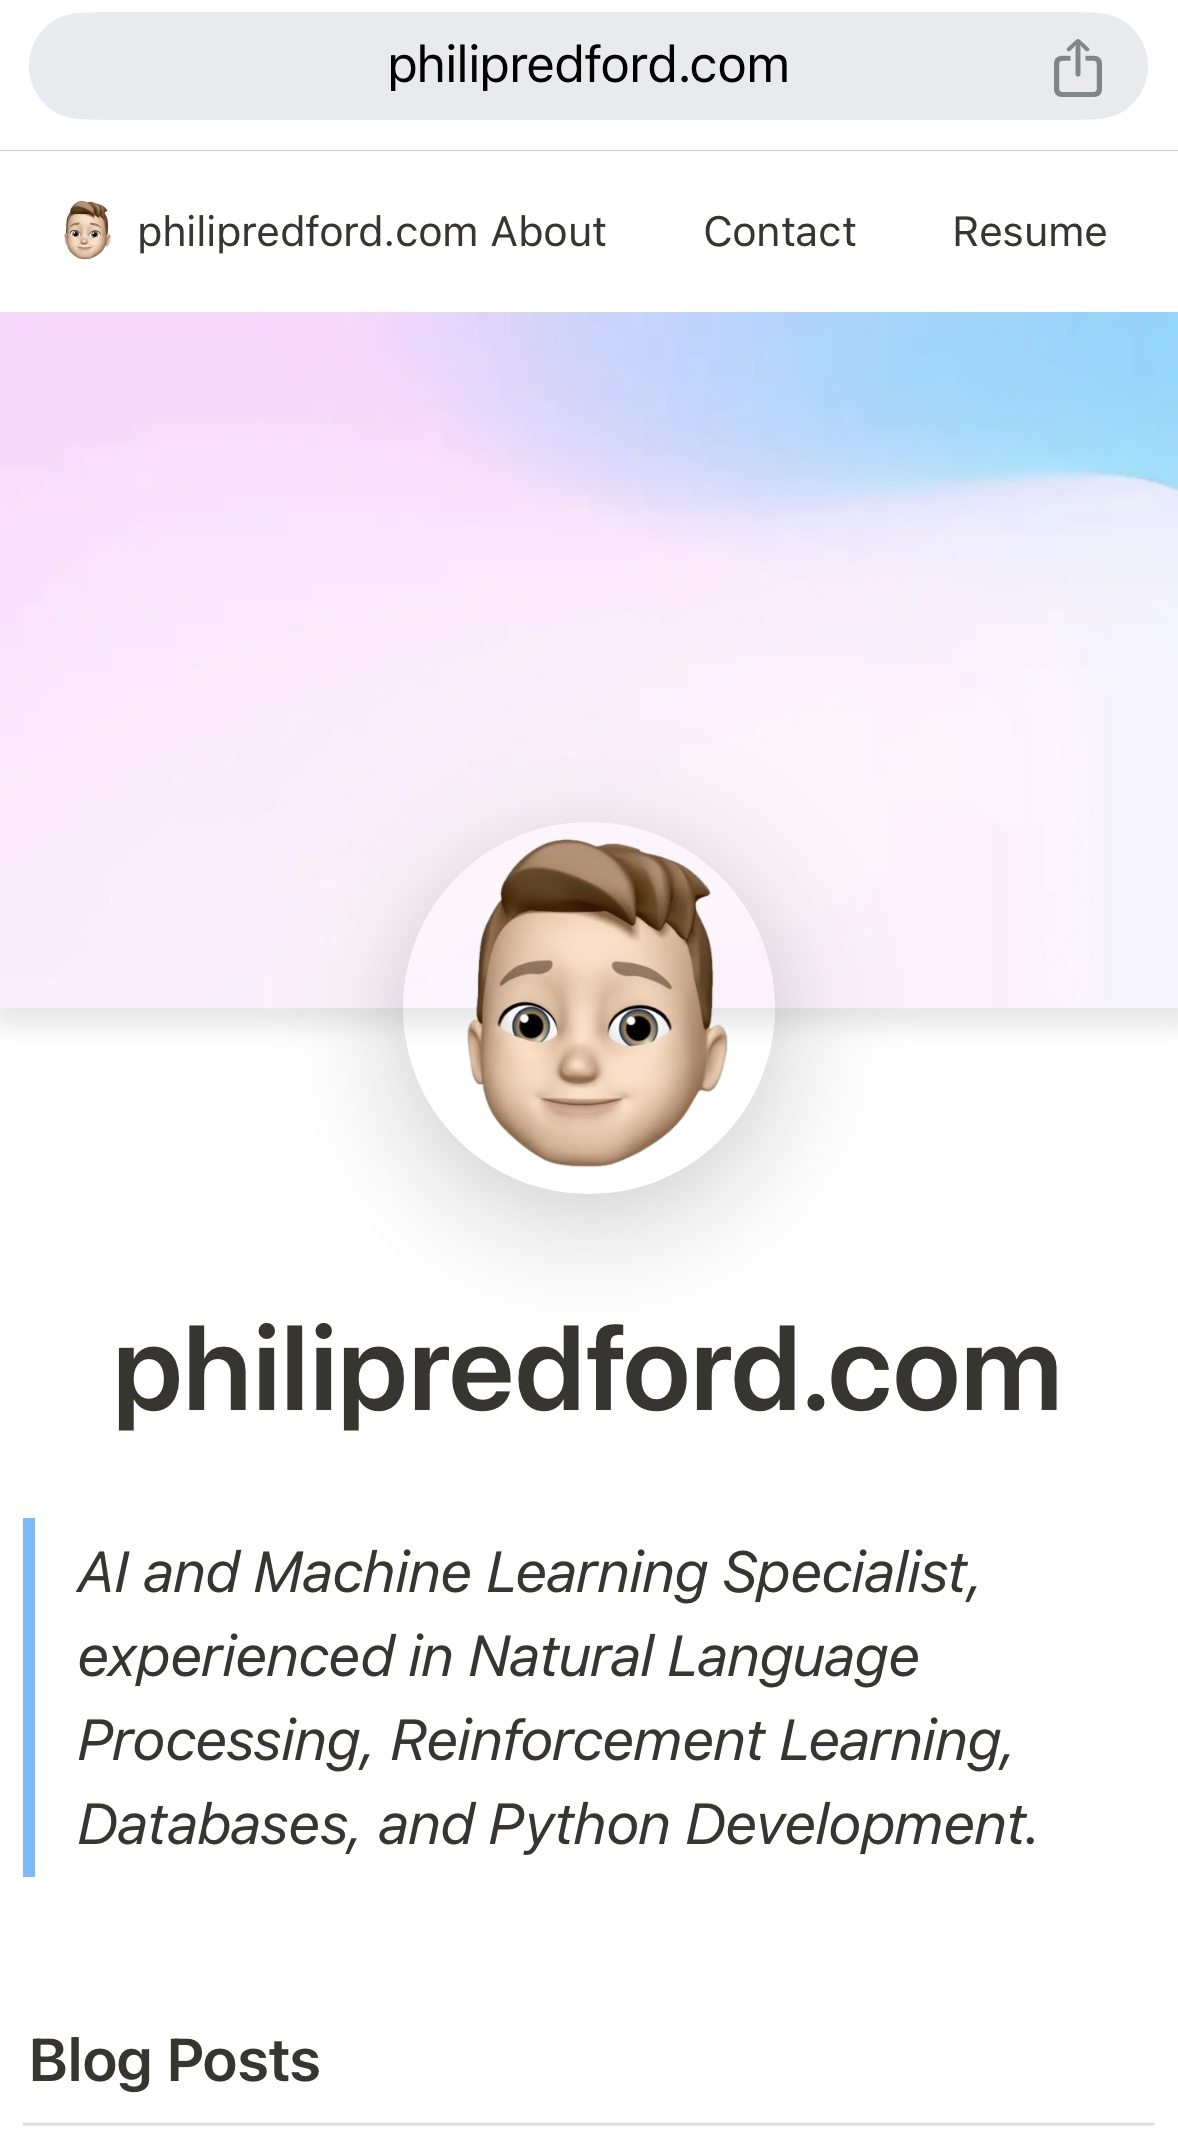 philipredford.com
philipredford.com About Contact Resume
philipredford.com
AI and Machine Learning Specialist,
experienced in Natural Language
Processing, Reinforcement Learning,
Databases, and Python Development.
Blog Posts